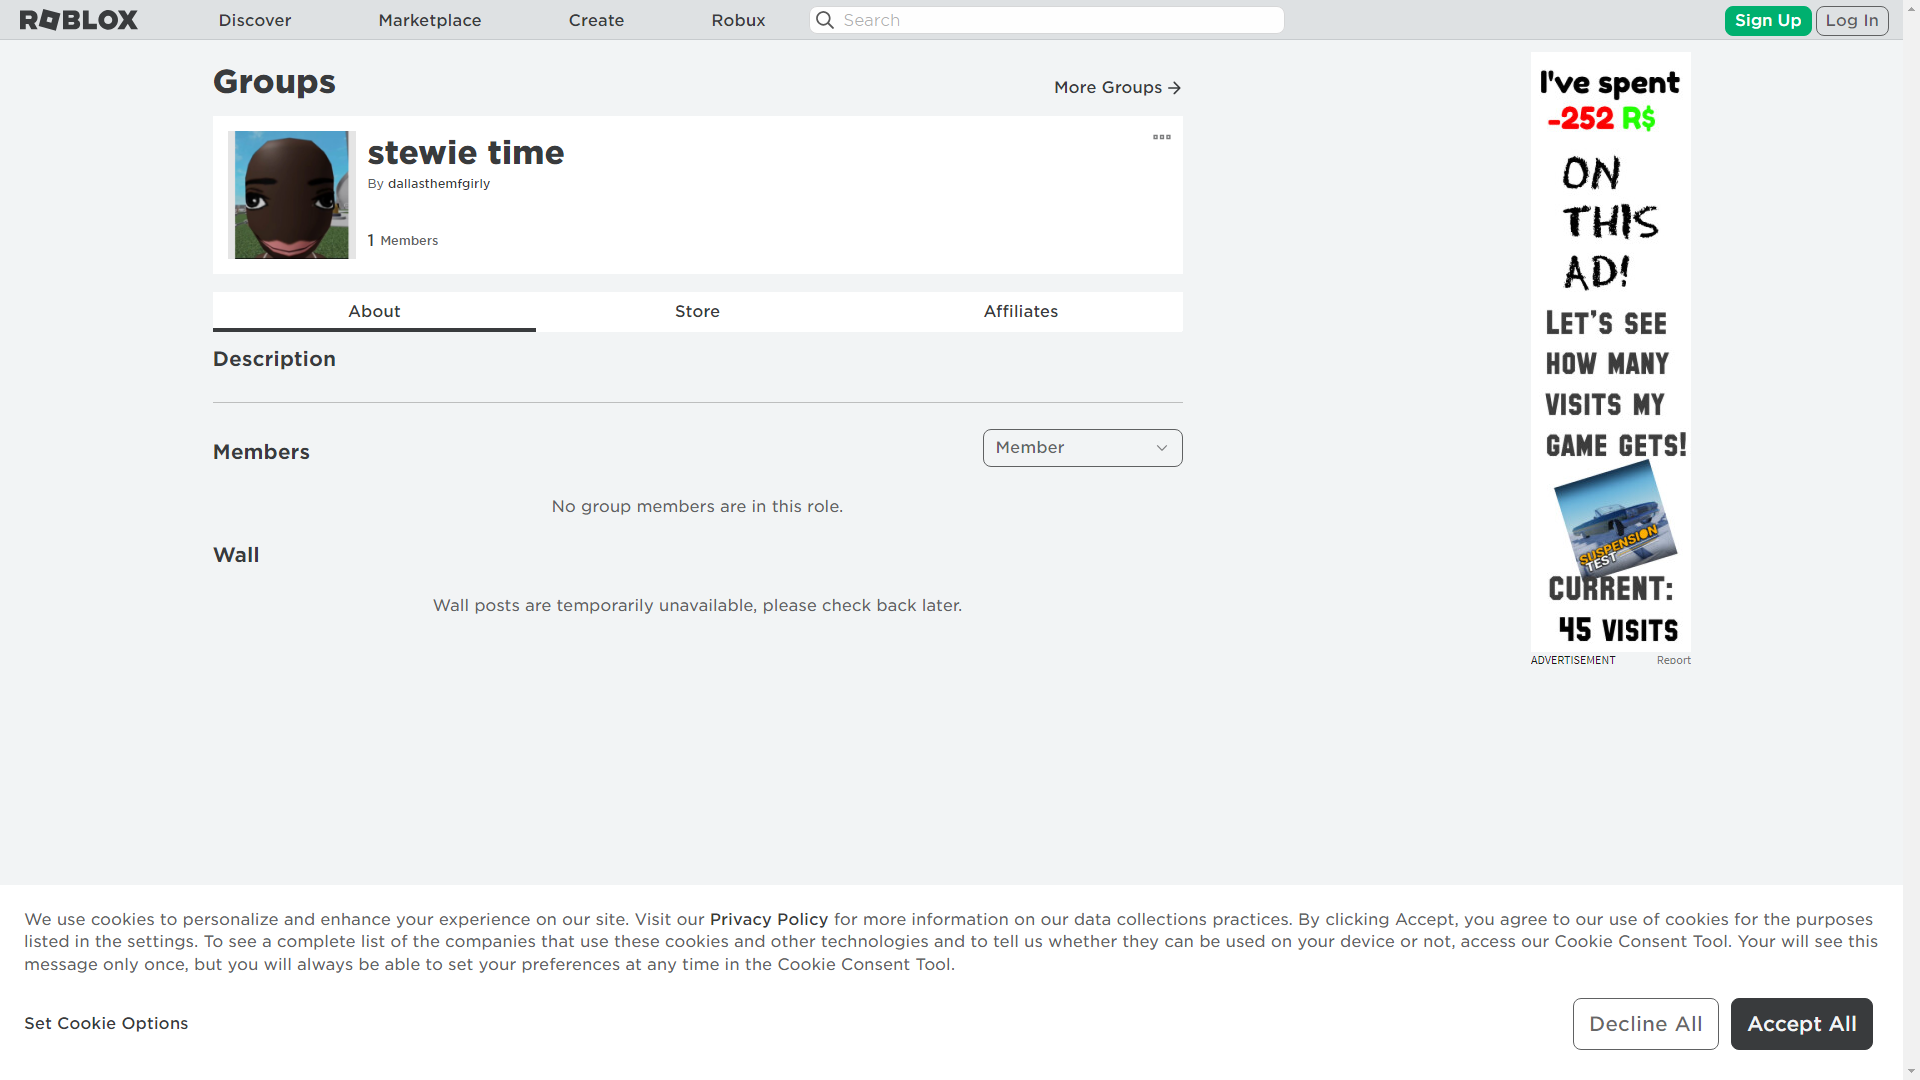 ROBLOX
Discover
Marketplace
Create
Robux
Search
Sign Up
Log In
Groups
More Groups
stewie time
By dallasthemfgirly
1 Members
About
Store
Affiliates
Description
Members
Member
No group members are in this role.
Wall
Wall posts are temporarily unavailable, please check back later.
I've spent
-252 R$
ON
THIS
AD!
LET'S SEE
HOW MANY
VISITS MY
GAME GETS!
SUSPENSION
TEST
CURRENT:
45 VISITS
ADVERTISEMENT
Report
We use cookies to personalize and enhance your experience on our site. Visit our Privacy Policy for more information on our data collections practices. By clicking Accept, you agree to our use of cookies for the purposes
listed in the settings. To see a complete list of the companies that use these cookies and other technologies and to tell us whether they can be used on your device or not, access our Cookie Consent Tool. Your will see this
message only once, but you will always be able to set your preferences at any time in the Cookie Consent Tool.
Set Cookie Options
Decline All
Accept All